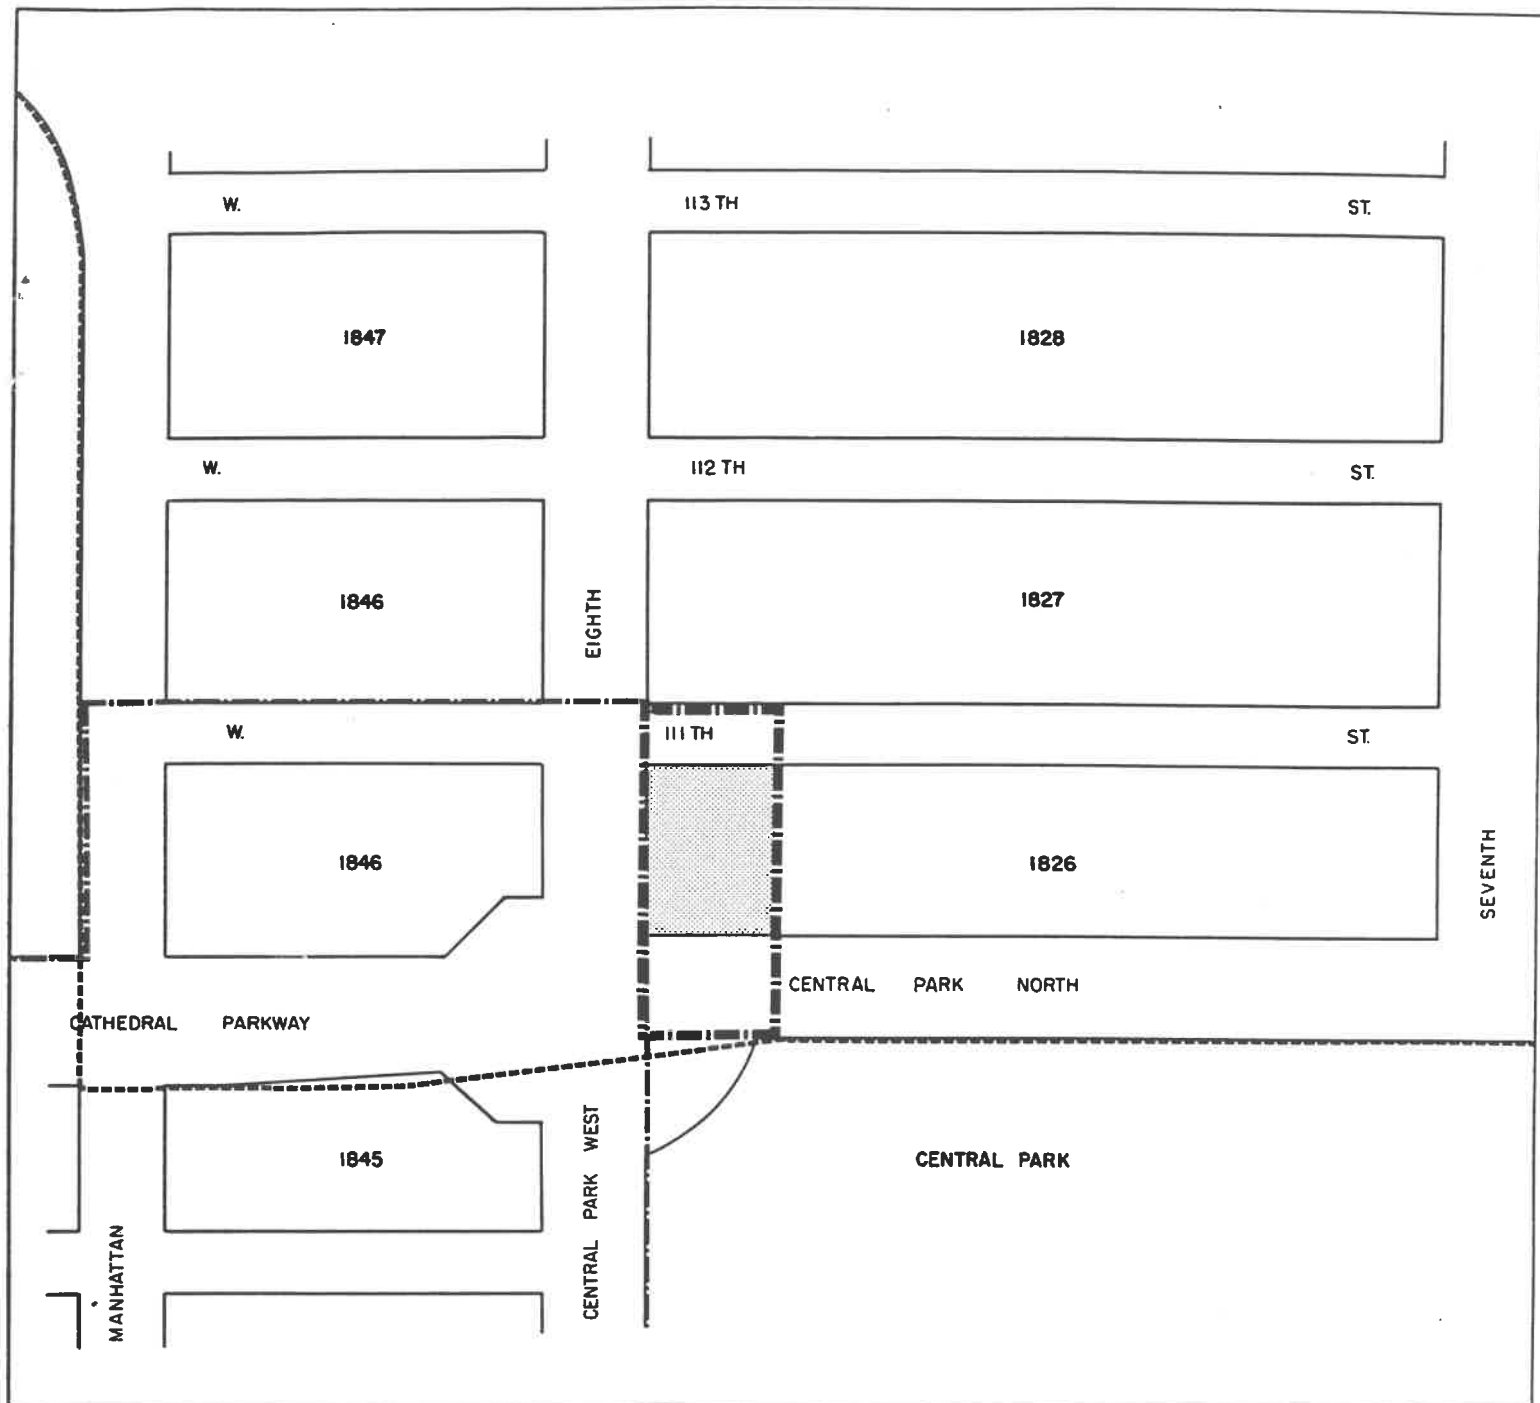 W. 113 TH ST.
1847 1828
W. 112 TH ST.
1846 1827
EIGHTH
W. 111 TH ST.
1846 1826
SEVENTH
CENTRAL PARK NORTH
CATHEDRAL PARKWAY
1845 CENTRAL PARK
CENTRAL PARK WEST
MANHATTAN